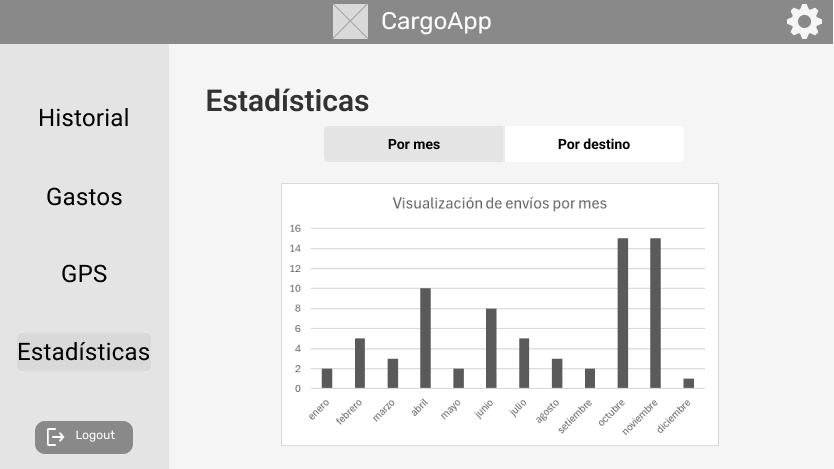 CargoApp
Historial
Gastos
GPS
Estadísticas
Logout
Estadísticas
Por mes
Por destino
Visualización de envíos por mes
16
14
12
10
8
6
4
2
0
enero
febrero
marzo
abril
mayo
junio
julio
agosto
setiembre
octubre
noviembre
diciembre